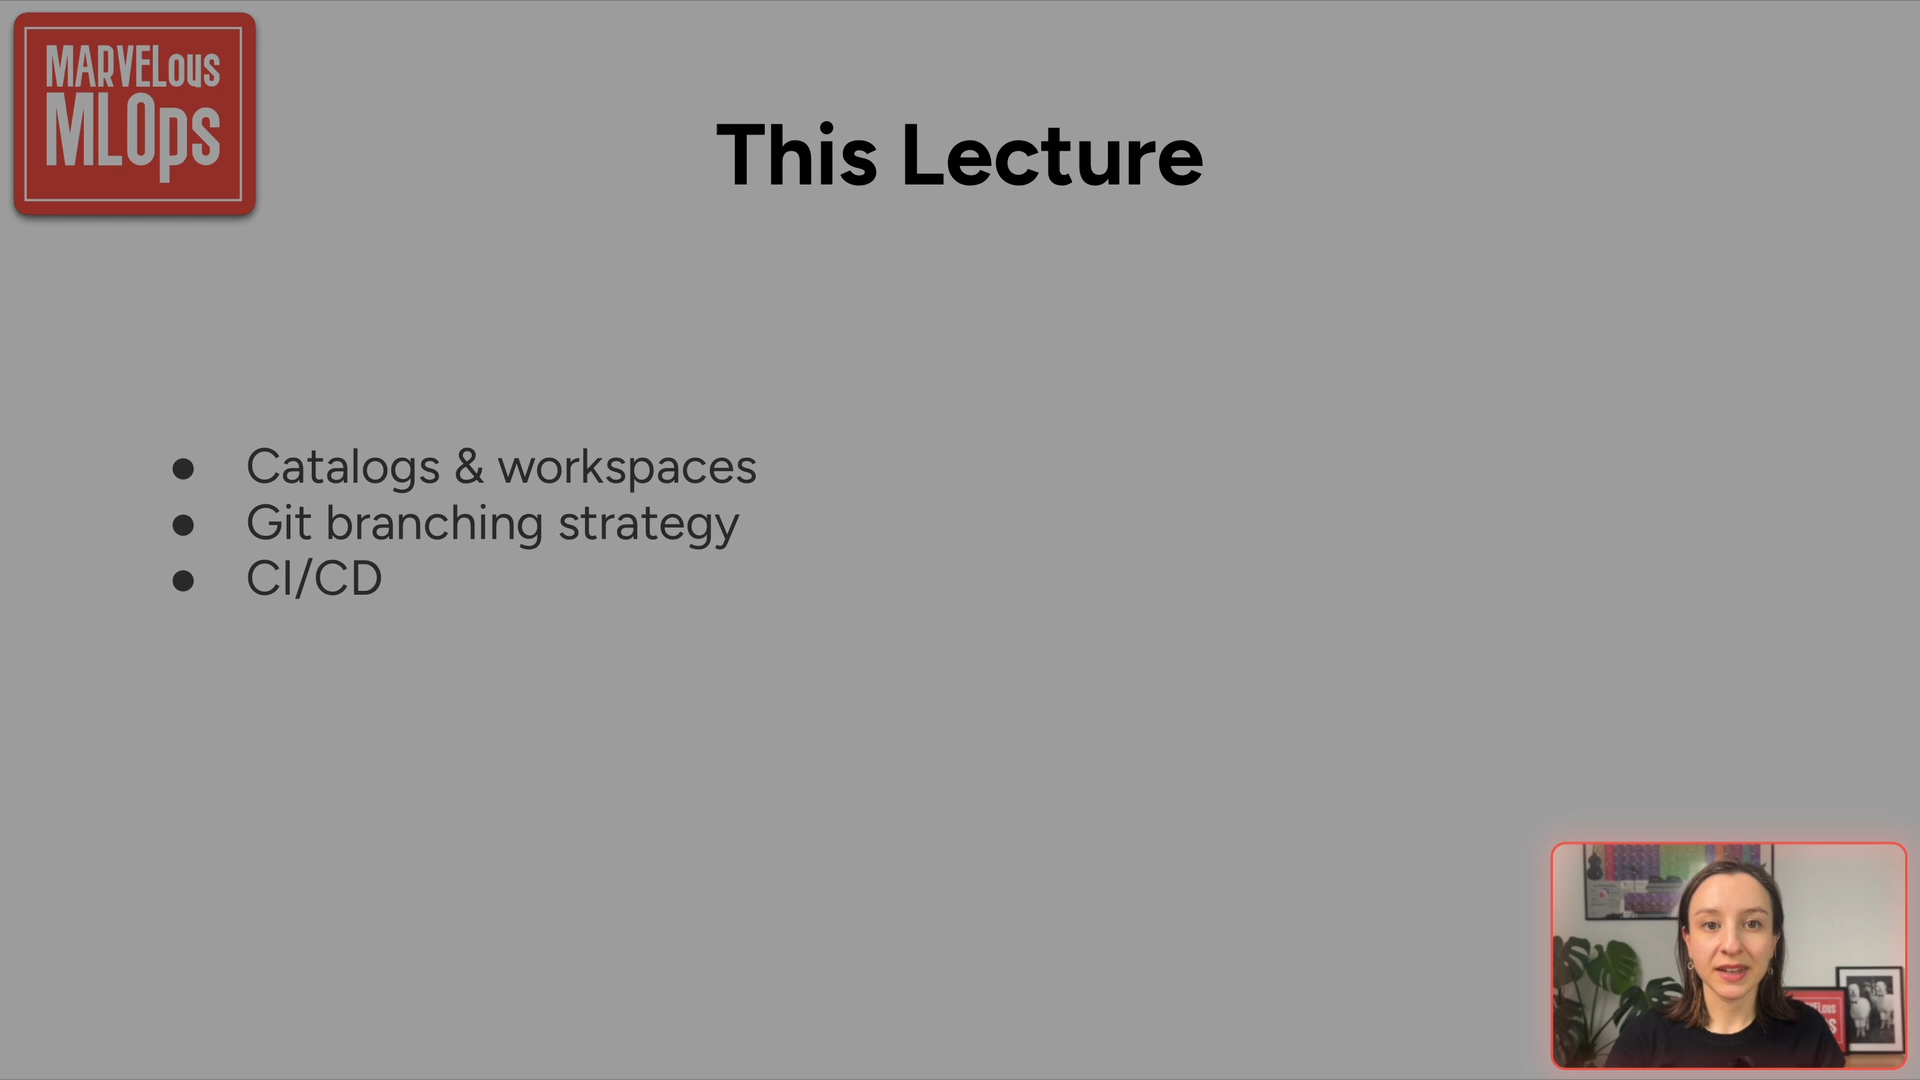 MARVELous
MLOps
This Lecture
● Catalogs & workspaces
● Git branching strategy
● CI/CD